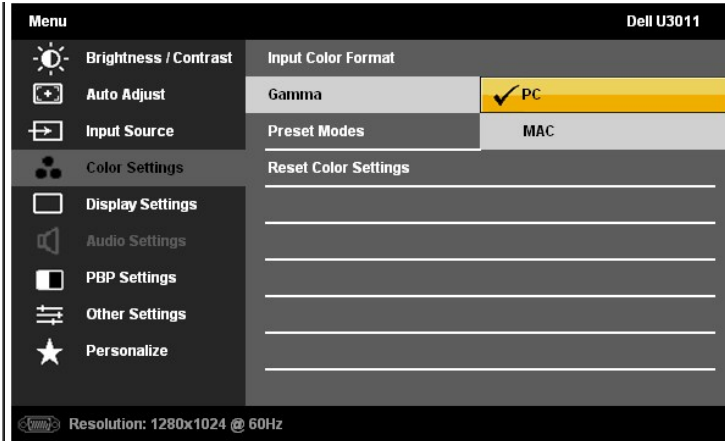 Menu Dell U3011
Brightness / Contrast Input Color Format
Auto Adjust Gamma PC
Input Source Preset Modes MAC
Color Settings Reset Color Settings
Display Settings
Audio Settings
PBP Settings
Other Settings
Personalize
Resolution: 1280x1024 @ 60Hz